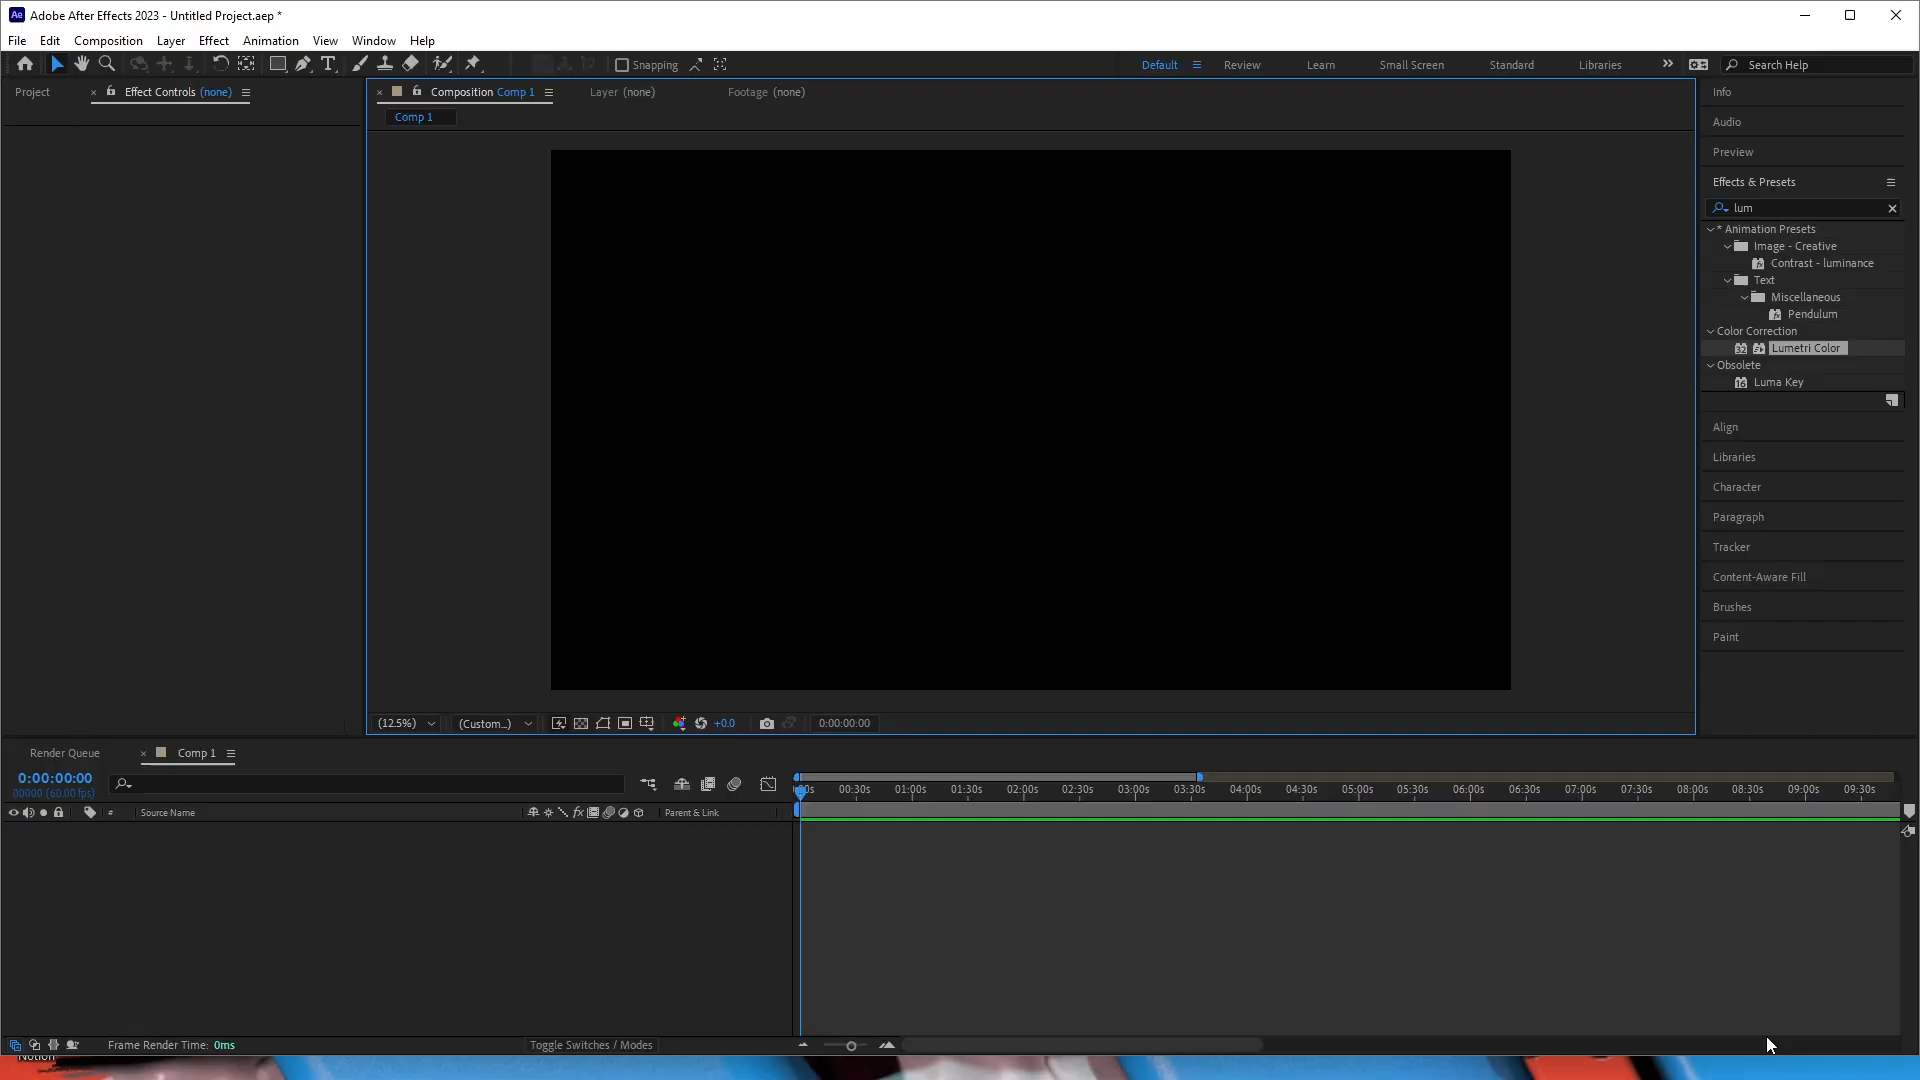 Adobe After Effects 2023 - Untitled Project.aep *
File Edit Composition Layer Effect Animation View Window Help
Snapping
Default Review Learn Small Screen Standard Libraries
Search Help
Project Effect Controls (none)
Composition Comp 1 Layer (none) Footage (none)
Comp 1
Info
Audio
Preview
Effects & Presets
lum
* Animation Presets
Image - Creative
Contrast - luminance
Text
Miscellaneous
Pendulum
Color Correction
32 Lumetri Color
Obsolete
16 Luma Key
Align
Libraries
Character
Paragraph
Tracker
Content-Aware Fill
Brushes
Paint
(12.5%) (Custom...) +0.0 0:00:00:00
Render Queue Comp 1
0:00:00:00
00000 (60.00 fps)
00:30s 01:00s 01:30s 02:00s 02:30s 03:00s 03:30s 04:00s 04:30s 05:00s 05:30s 06:00s 06:30s 07:00s 07:30s 08:00s 08:30s 09:00s 09:30s
# Source Name fx Parent & Link
Frame Render Time: 0ms Toggle Switches / Modes